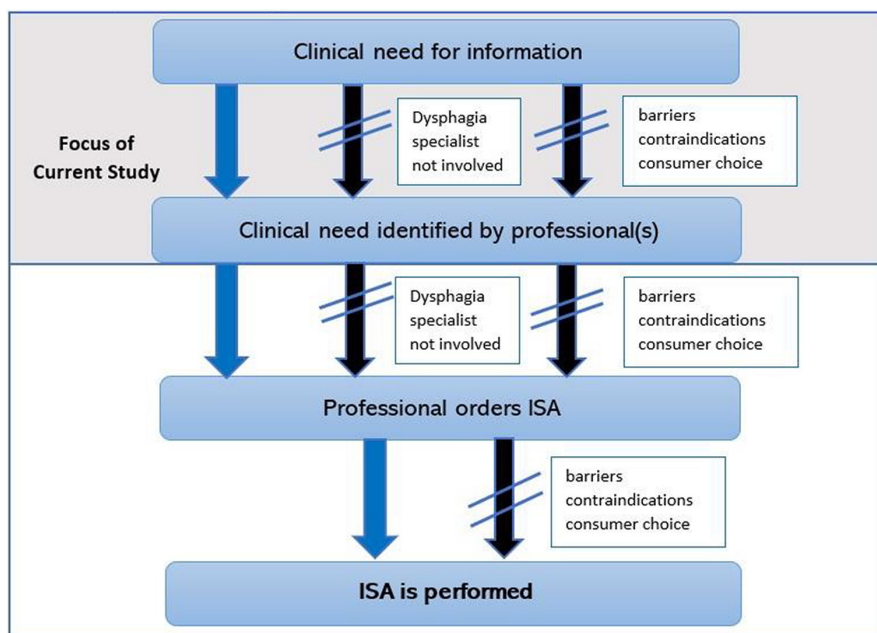 Clinical need for information
Dysphagia
specialist
not involved
barriers
contraindications
consumer choice
Focus of
Current Study
Clinical need identified by professional(s)
Dysphagia
specialist
not involved
barriers
contraindications
consumer choice
Professional orders ISA
barriers
contraindications
consumer choice
ISA is performed